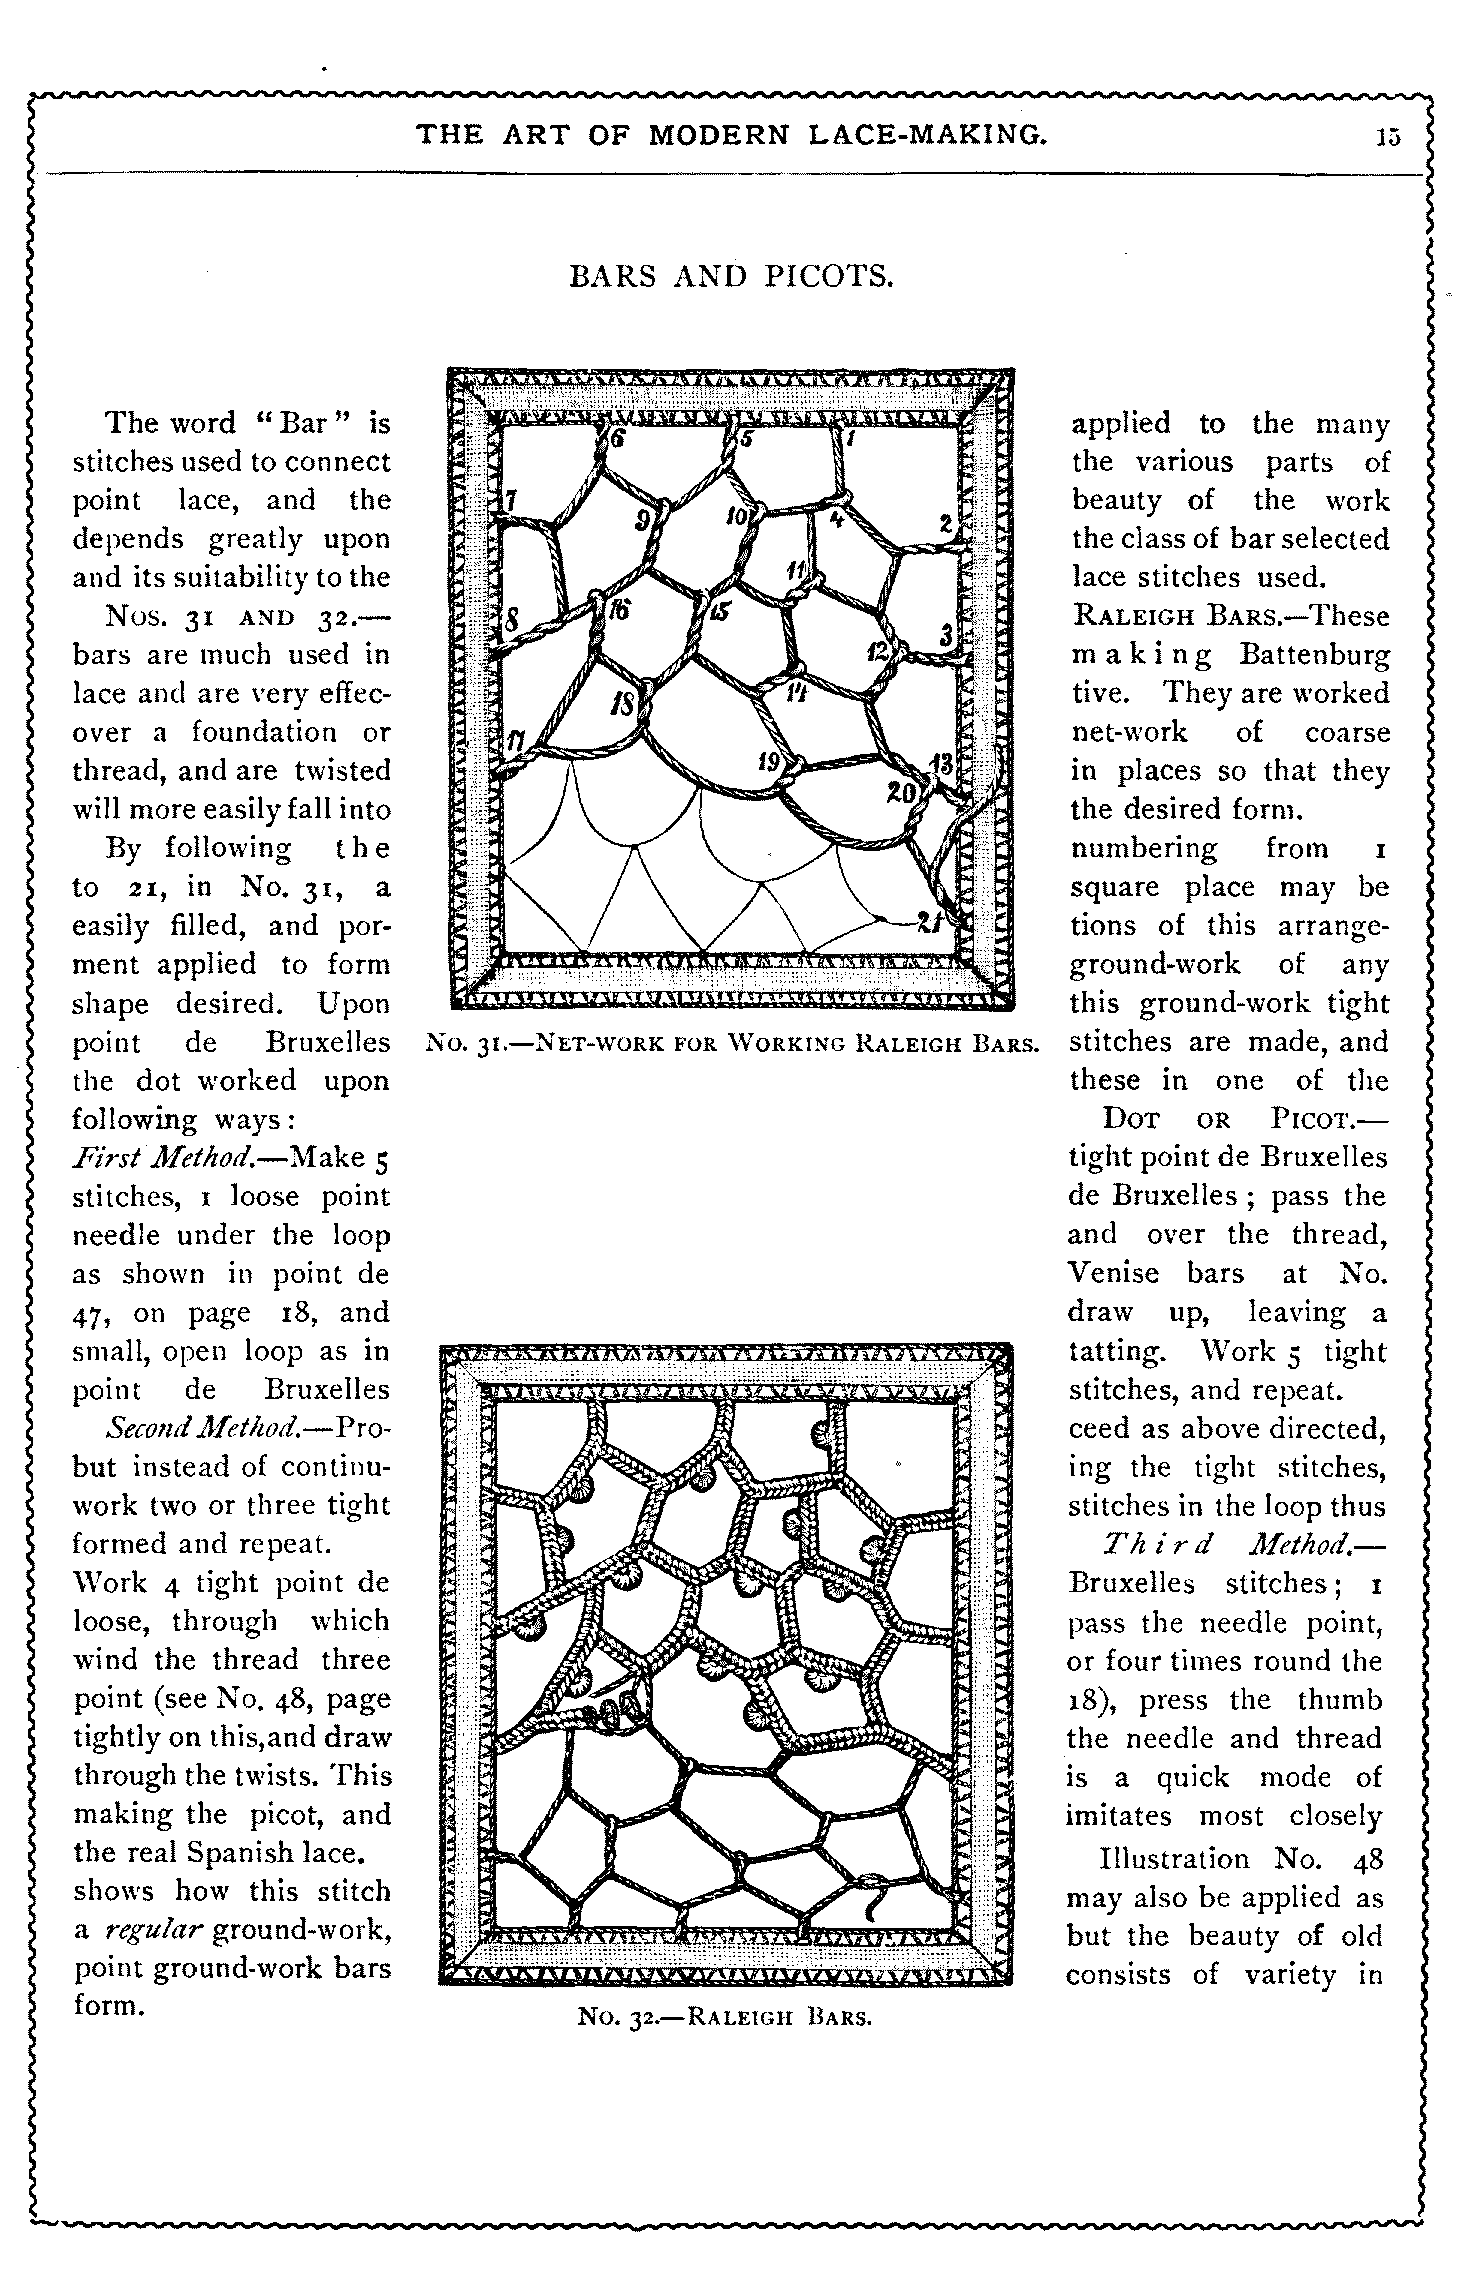 THE ART OF MODERN LACE-MAKING. 15
BARS AND PICOTS.
The word “Bar” is applied to the many
stitches used to connect the various parts of
point lace, and the beauty of the work
depends greatly upon the class of bar selected
and its suitability to the lace stitches used.
Nos. 31 AND 32.— RALEIGH BARS.—These
bars are much used in making Battenburg
lace and are very effec- tive. They are worked
over a foundation or net-work of coarse
thread, and are twisted in places so that they
will more easily fall into the desired form.
By following the numbering from 1
to 21, in No. 31, a square place may be
easily filled, and por- tions of this arrange-
ment applied to form ground-work of any
shape desired. Upon this ground-work tight
point de Bruxelles stitches are made, and
the dot worked upon these in one of the
following ways: DOT OR PICOT.—
First Method.—Make 5 tight point de Bruxelles
stitches, 1 loose point de Bruxelles; pass the
needle under the loop and over the thread,
as shown in point de Venise bars at No.
47, on page 18, and draw up, leaving a
small, open loop as in tatting. Work 5 tight
point de Bruxelles stitches, and repeat.
Second Method.—Pro- ceed as above directed,
but instead of continu- ing the tight stitches,
work two or three tight stitches in the loop thus
formed and repeat. Third Method.—
Work 4 tight point de Bruxelles stitches; 1
loose, through which pass the needle point,
wind the thread three or four times round the
point (see No. 48, page 18), press the thumb
tightly on this,and draw the needle and thread
through the twists. This is a quick mode of
making the picot, and imitates most closely
the real Spanish lace. Illustration No. 48
shows how this stitch may also be applied as
a regular ground-work, but the beauty of old
point ground-work bars consists of variety in
form.
6 5 1
7 9 10 4 2
11
8 16 15 12 3
18 14
17 19 13
20
21
No. 31.—NET-WORK FOR WORKING RALEIGH BARS.
No. 32.—RALEIGH BARS.